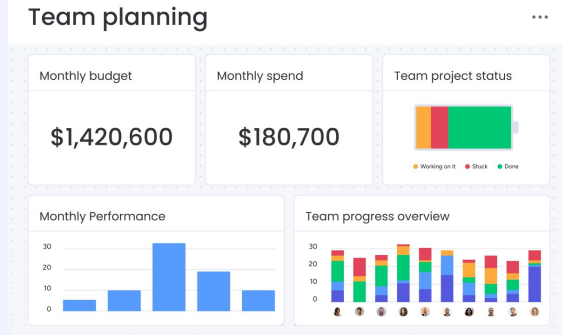 Team planning
Monthly budget
$1,420,600
Monthly spend
$180,700
Team project status
Working on it
Stuck
Done
Monthly Performance
30
20
10
0
Team progress overview
30
20
10
0